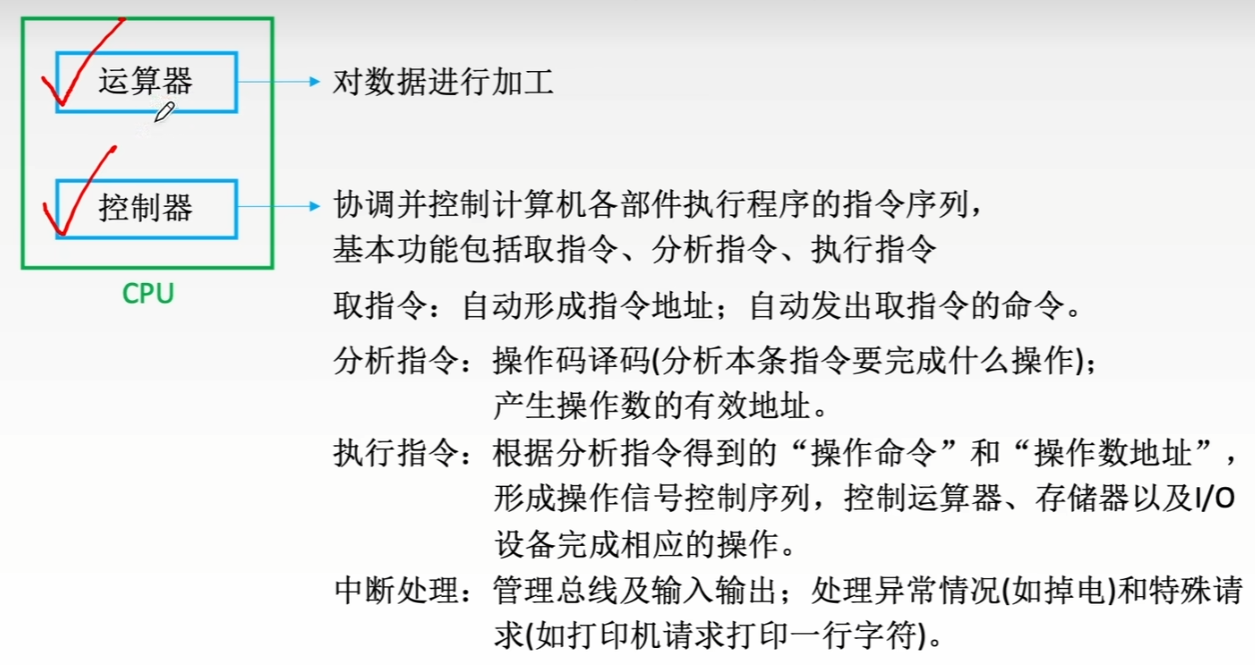 运算器
对数据进行加工
控制器
协调并控制计算机各部件执行程序的指令序列，
基本功能包括取指令、分析指令、执行指令
CPU
取指令：自动形成指令地址；自动发出取指令的命令。
分析指令：操作码译码(分析本条指令要完成什么操作)；
产生操作数的有效地址。
执行指令：根据分析指令得到的“操作命令”和“操作数地址”，
形成操作信号控制序列，控制运算器、存储器以及I/O
设备完成相应的操作。
中断处理：管理总线及输入输出；处理异常情况(如掉电)和特殊请
求(如打印机请求打印一行字符)。